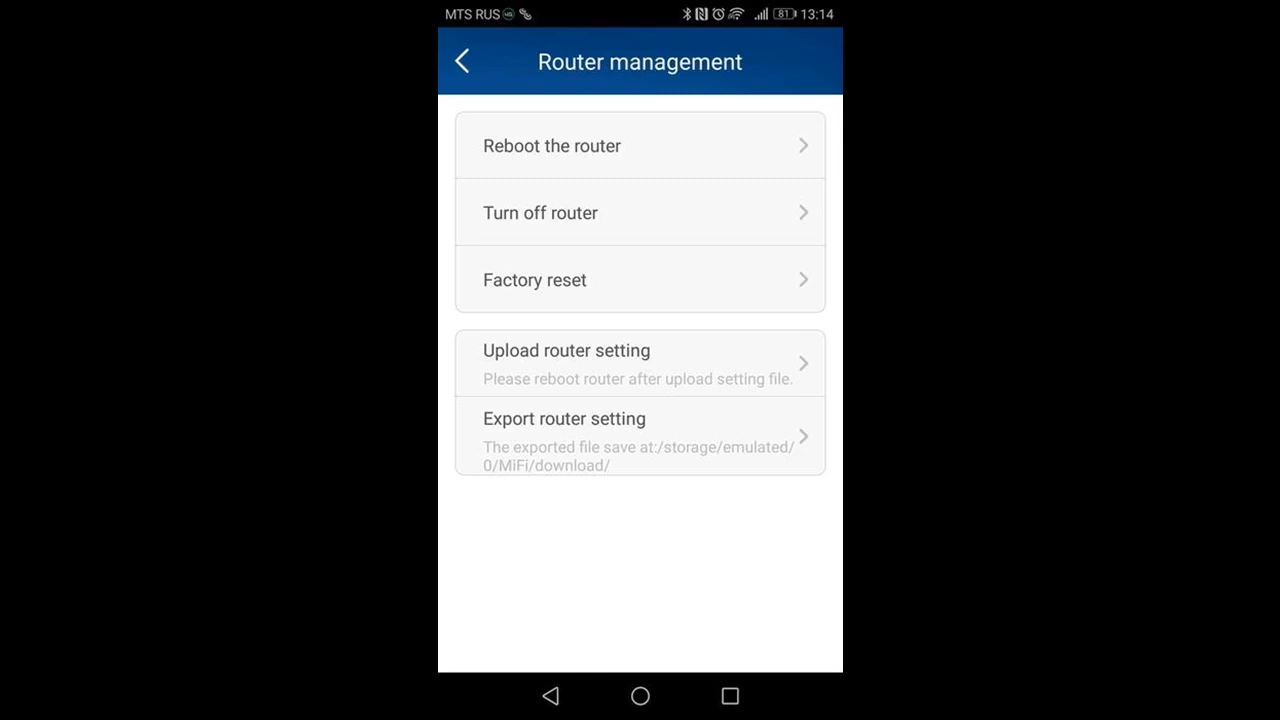 MTS RUS 81 13:14
Router management
Reboot the router
Turn off router
Factory reset
Upload router setting
Please reboot router after upload setting file.
Export router setting
The exported file save at:/storage/emulated/
0/MiFi/download/